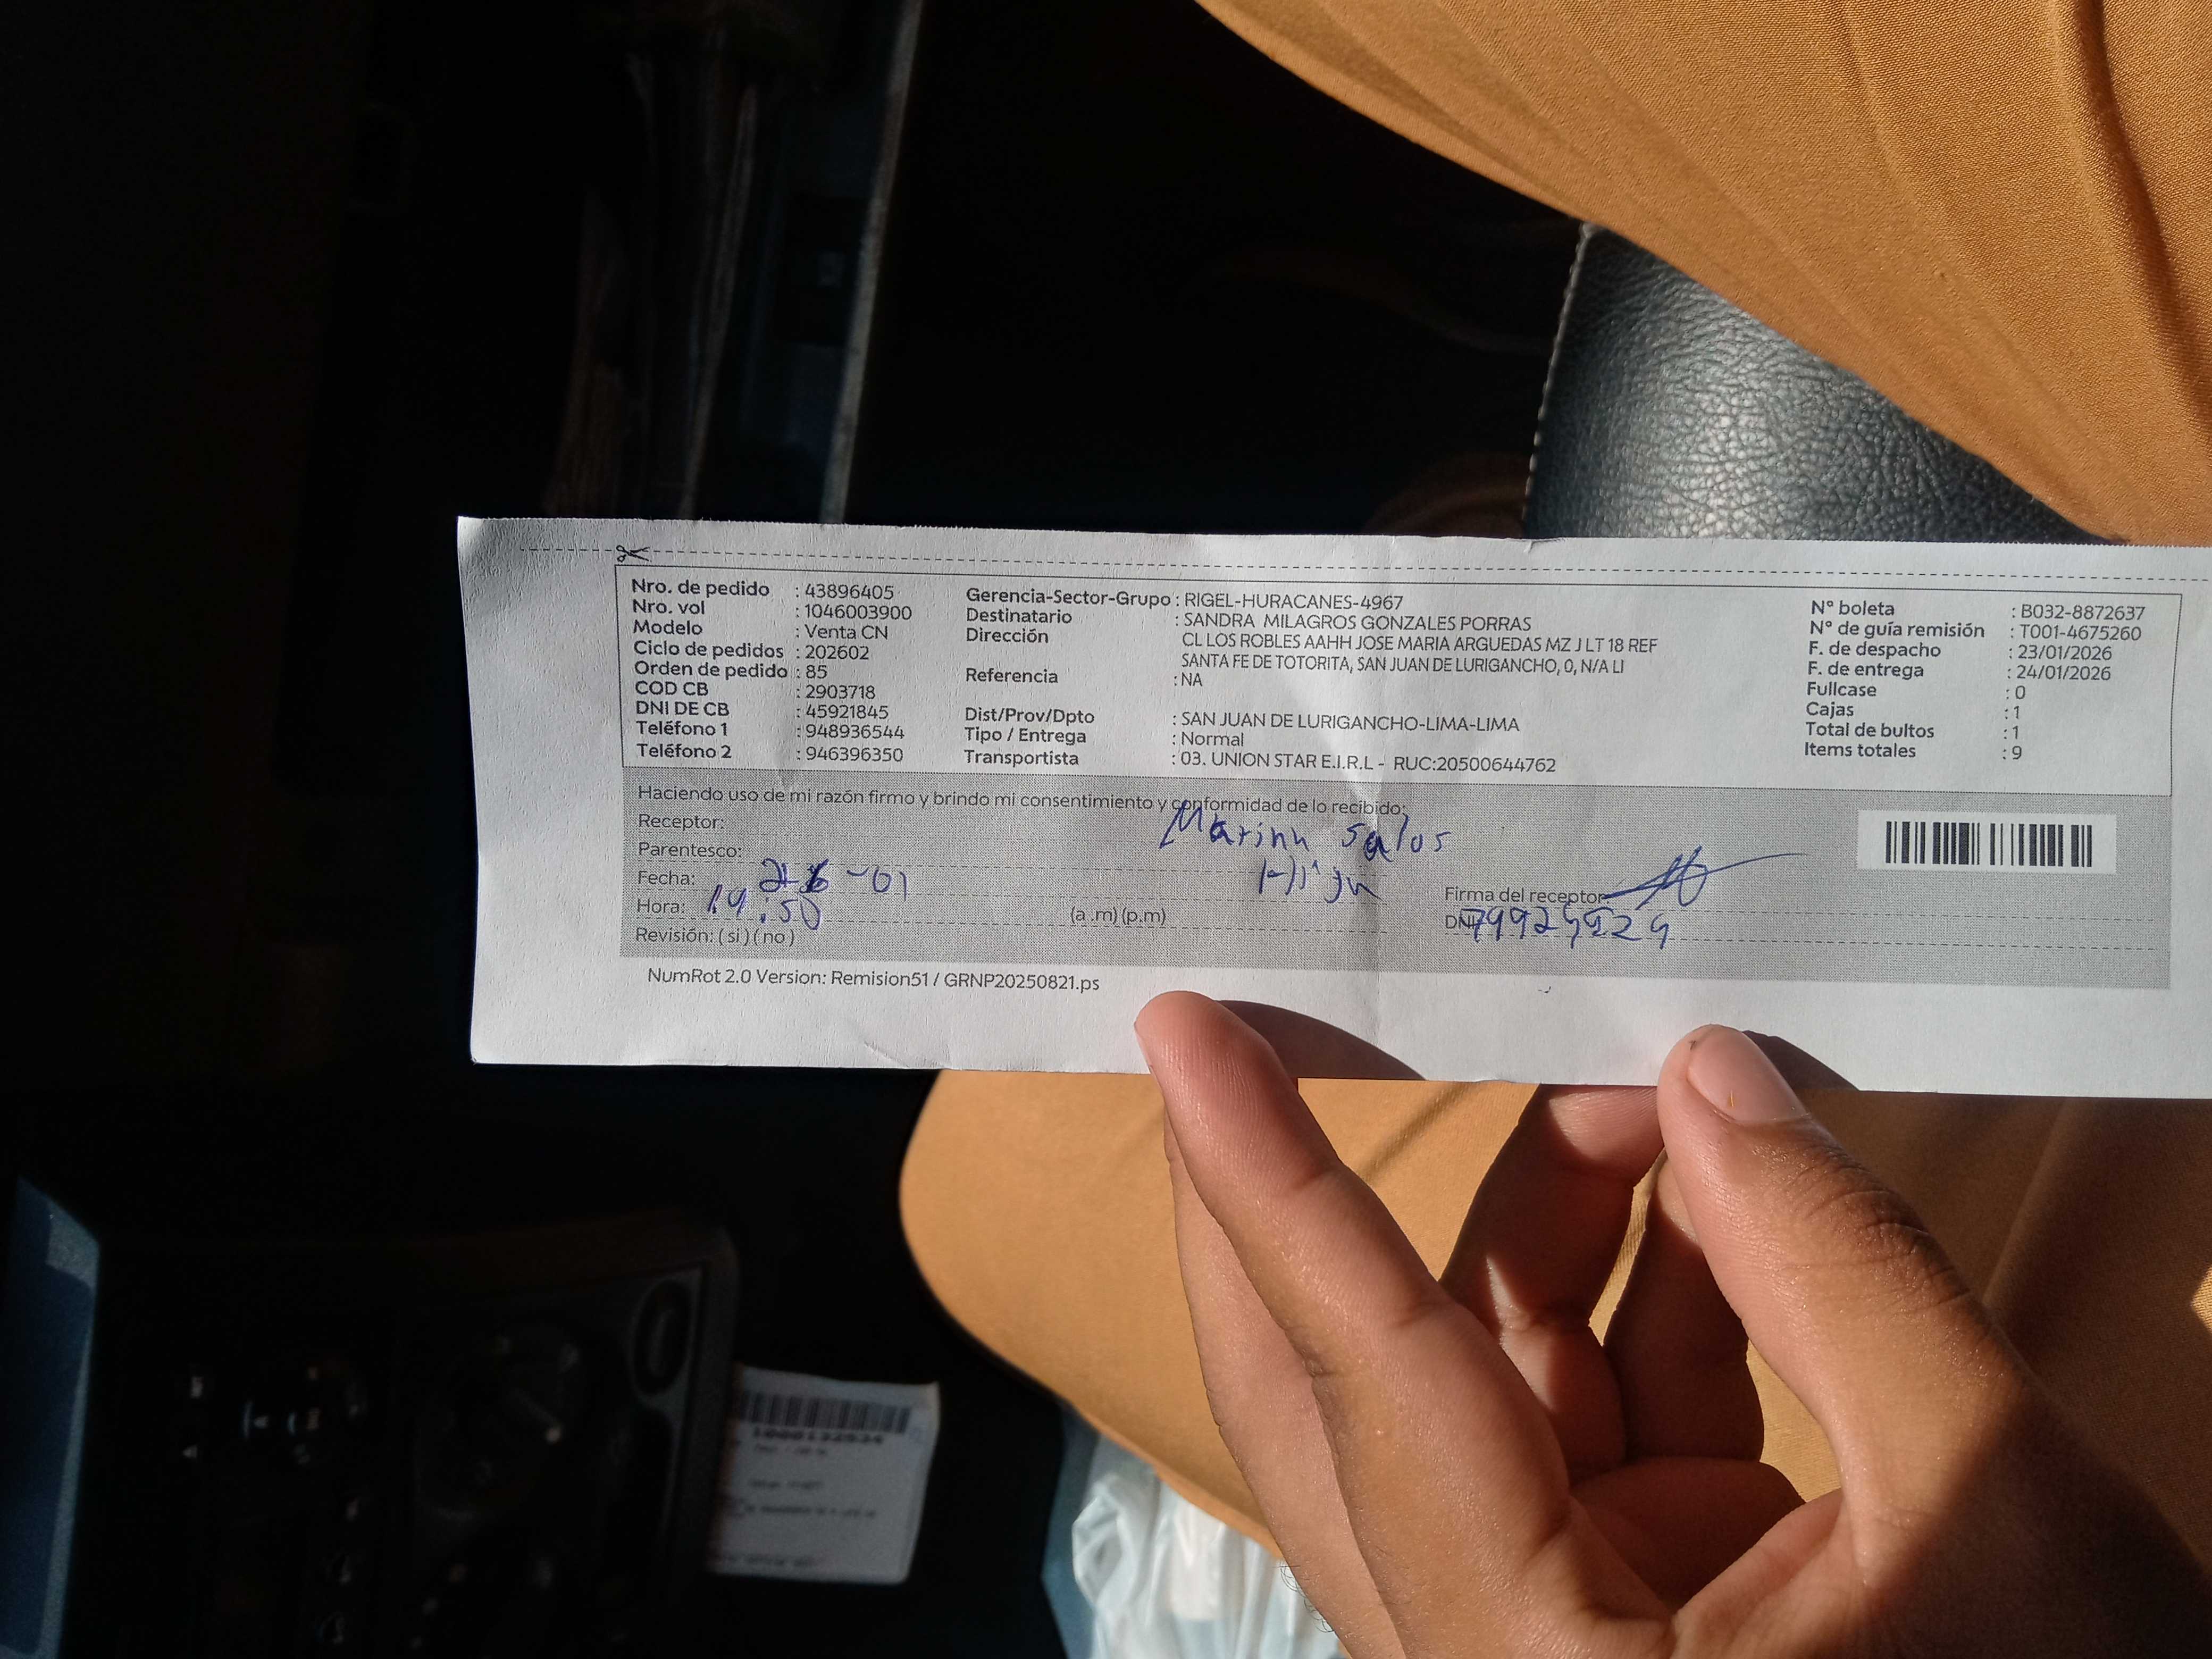 Nro. de pedido : 43896405
Nro. vol : 1046003900
Modelo : Venta CN
Ciclo de pedidos : 202602
Orden de pedido : 85
COD CB : 2903718
DNI DE CB : 45921845
Teléfono 1 : 948936544
Teléfono 2 : 946396350
Gerencia-Sector-Grupo : RIGEL-HURACANES-4967
Destinatario : SANDRA MILAGROS GONZALES PORRAS
Dirección CL LOS ROBLES AAHH JOSE MARIA ARGUEDAS MZ J LT 18 REF
SANTA FE DE TOTORITA, SAN JUAN DE LURIGANCHO, 0, N/A LI
Referencia : NA
Dist/Prov/Dpto : SAN JUAN DE LURIGANCHO-LIMA-LIMA
Tipo / Entrega : Normal
Transportista : 03. UNION STAR E.I.R.L - RUC:20500644762
N° boleta : B032-8872637
N° de guía remisión : T001-4675260
F. de despacho : 23/01/2026
F. de entrega : 24/01/2026
Fullcase : 0
Cajas : 1
Total de bultos : 1
Items totales : 9
Haciendo uso de mi razón firmo y brindo mi consentimiento y conformidad de lo recibido:
Receptor:
Parentesco:
Fecha: -01
Hora: 14:50 (a.m) (p.m)
Revisión: ( si ) ( no )
Firma del receptor
DNI
NumRot 2.0 Version: Remision51 / GRNP20250821.ps